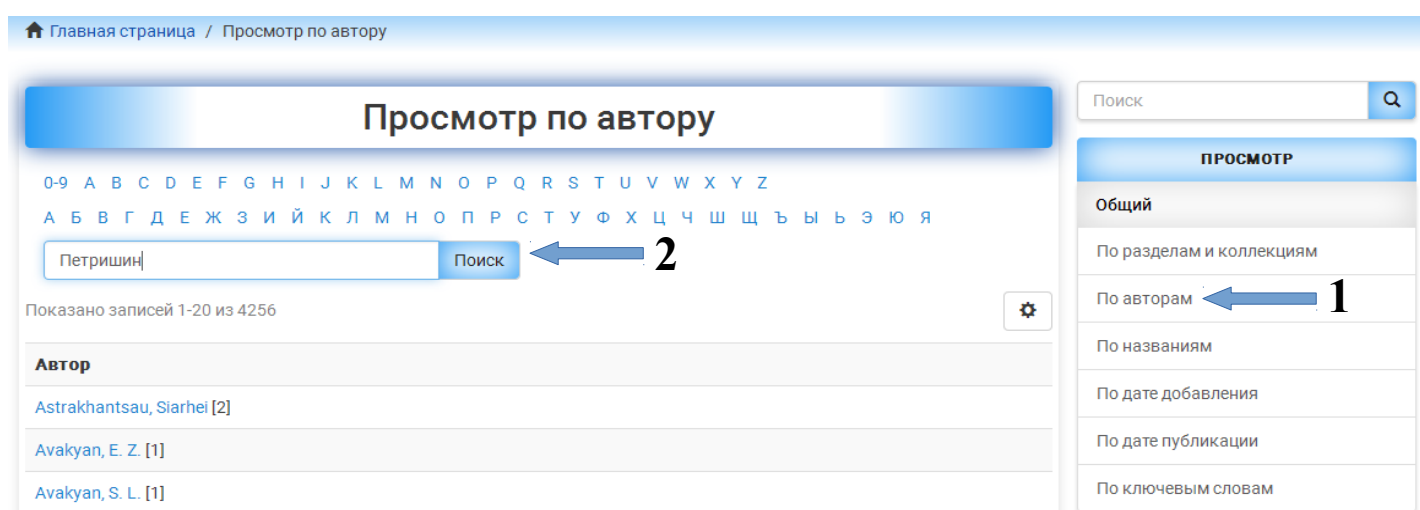 Главная страница / Просмотр по автору
Просмотр по автору
0-9 A B C D E F G H I J K L M N O P Q R S T U V W X Y Z
А Б В Г Д Е Ж З И Й К Л М Н О П Р С Т У Ф Х Ц Ч Ш Щ Ъ Ы Ь Э Ю Я
Петришин Поиск 2
Показано записей 1-20 из 4256
Автор
Astrakhantsau, Siarhei [2]
Avakyan, E. Z. [1]
Avakyan, S. L. [1]
Поиск
ПРОСМОТР
Общий
По разделам и коллекциям
По авторам 1
По названиям
По дате добавления
По дате публикации
По ключевым словам